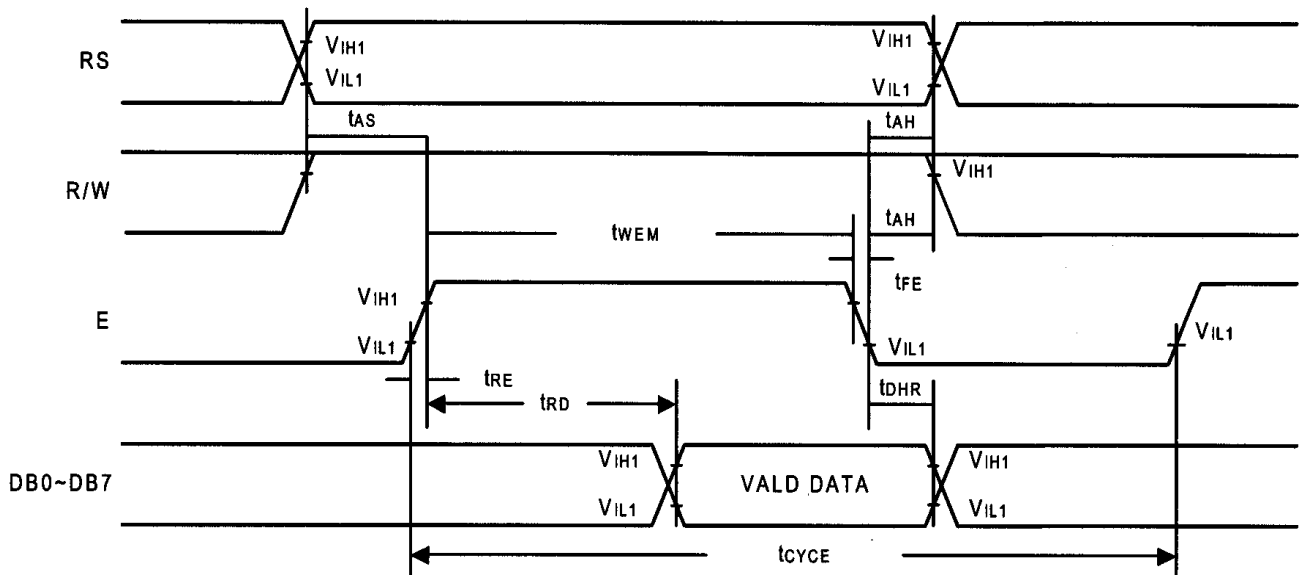 RS
VIH1
VIL1
VIH1
VIL1
tAS
tAH
R/W
VIH1
tWEM
tAH
tFE
E
VIH1
VIL1
VIL1
VIL1
tRE
tRD
tDHR
DB0~DB7
VIH1
VIL1
VALD DATA
VIH1
VIL1
tCYCE